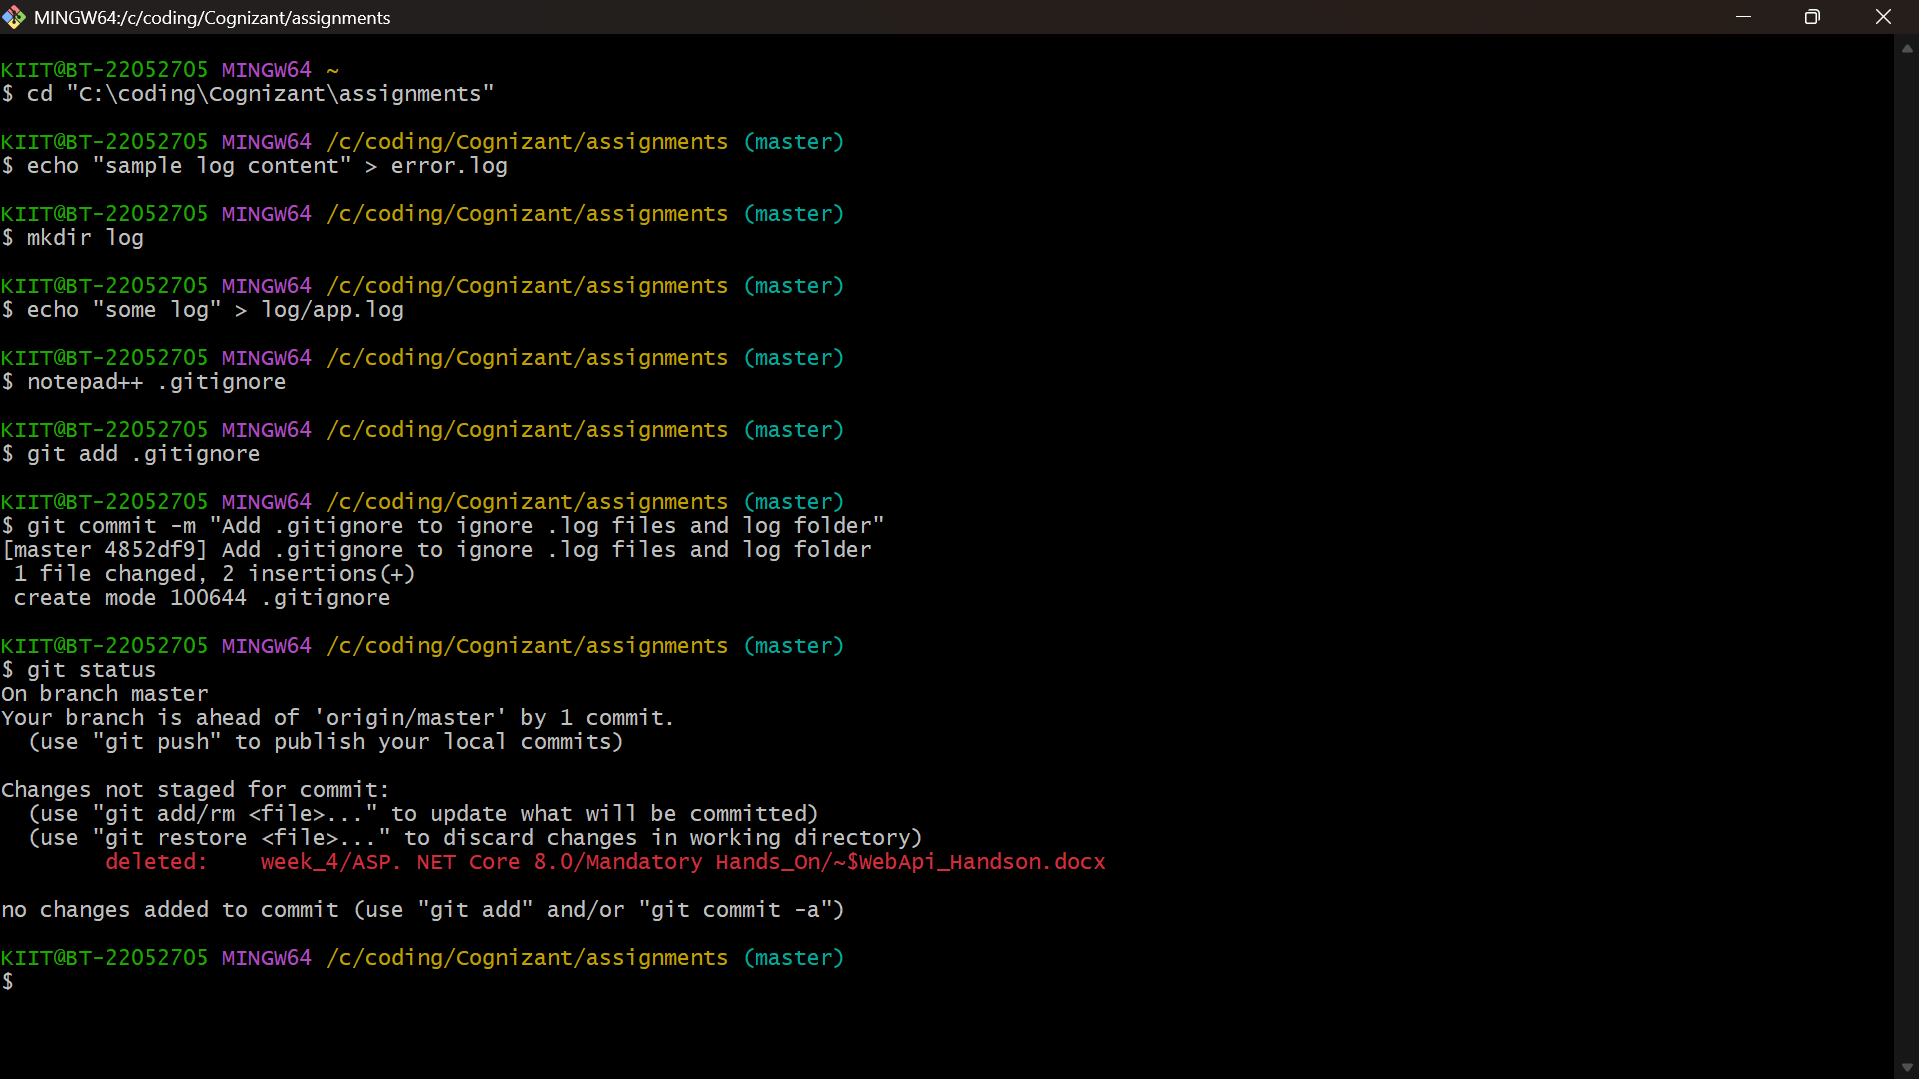 MINGW64:/c/coding/Cognizant/assignments
KIIT@BT-22052705 MINGW64 ~
$ cd "C:\coding\Cognizant\assignments"
KIIT@BT-22052705 MINGW64 /c/coding/Cognizant/assignments (master)
$ echo "sample log content" > error.log
KIIT@BT-22052705 MINGW64 /c/coding/Cognizant/assignments (master)
$ mkdir log
KIIT@BT-22052705 MINGW64 /c/coding/Cognizant/assignments (master)
$ echo "some log" > log/app.log
KIIT@BT-22052705 MINGW64 /c/coding/Cognizant/assignments (master)
$ notepad++ .gitignore
KIIT@BT-22052705 MINGW64 /c/coding/Cognizant/assignments (master)
$ git add .gitignore
KIIT@BT-22052705 MINGW64 /c/coding/Cognizant/assignments (master)
$ git commit -m "Add .gitignore to ignore .log files and log folder"
[master 4852df9] Add .gitignore to ignore .log files and log folder
 1 file changed, 2 insertions(+)
 create mode 100644 .gitignore
KIIT@BT-22052705 MINGW64 /c/coding/Cognizant/assignments (master)
$ git status
On branch master
Your branch is ahead of 'origin/master' by 1 commit.
  (use "git push" to publish your local commits)
Changes not staged for commit:
  (use "git add/rm <file>..." to update what will be committed)
  (use "git restore <file>..." to discard changes in working directory)
        deleted:    week_4/ASP. NET Core 8.0/Mandatory Hands_On/~$WebApi_Handson.docx
no changes added to commit (use "git add" and/or "git commit -a")
KIIT@BT-22052705 MINGW64 /c/coding/Cognizant/assignments (master)
$